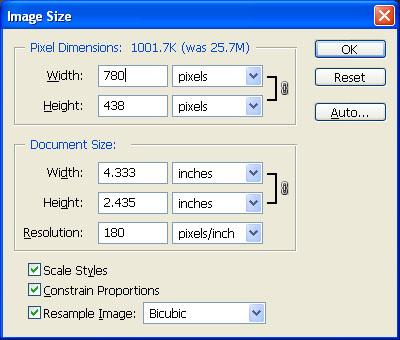 Image Size
Pixel Dimensions: 1001.7K (was 25.7M)
Width: 780 pixels
Height: 438 pixels
OK
Reset
Auto...
Document Size:
Width: 4.333 inches
Height: 2.435 inches
Resolution: 180 pixels/inch
Scale Styles
Constrain Proportions
Resample Image: Bicubic